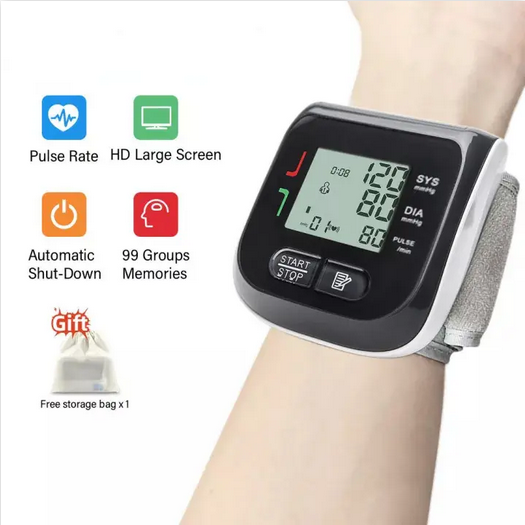 Pulse Rate
HD Large Screen
Automatic
Shut-Down
99 Groups
Memories
Gift
Free storage bag x 1
0:08
120
SYS
mmHg
80
DIA
mmHg
01
80
PULSE
/min
START
STOP